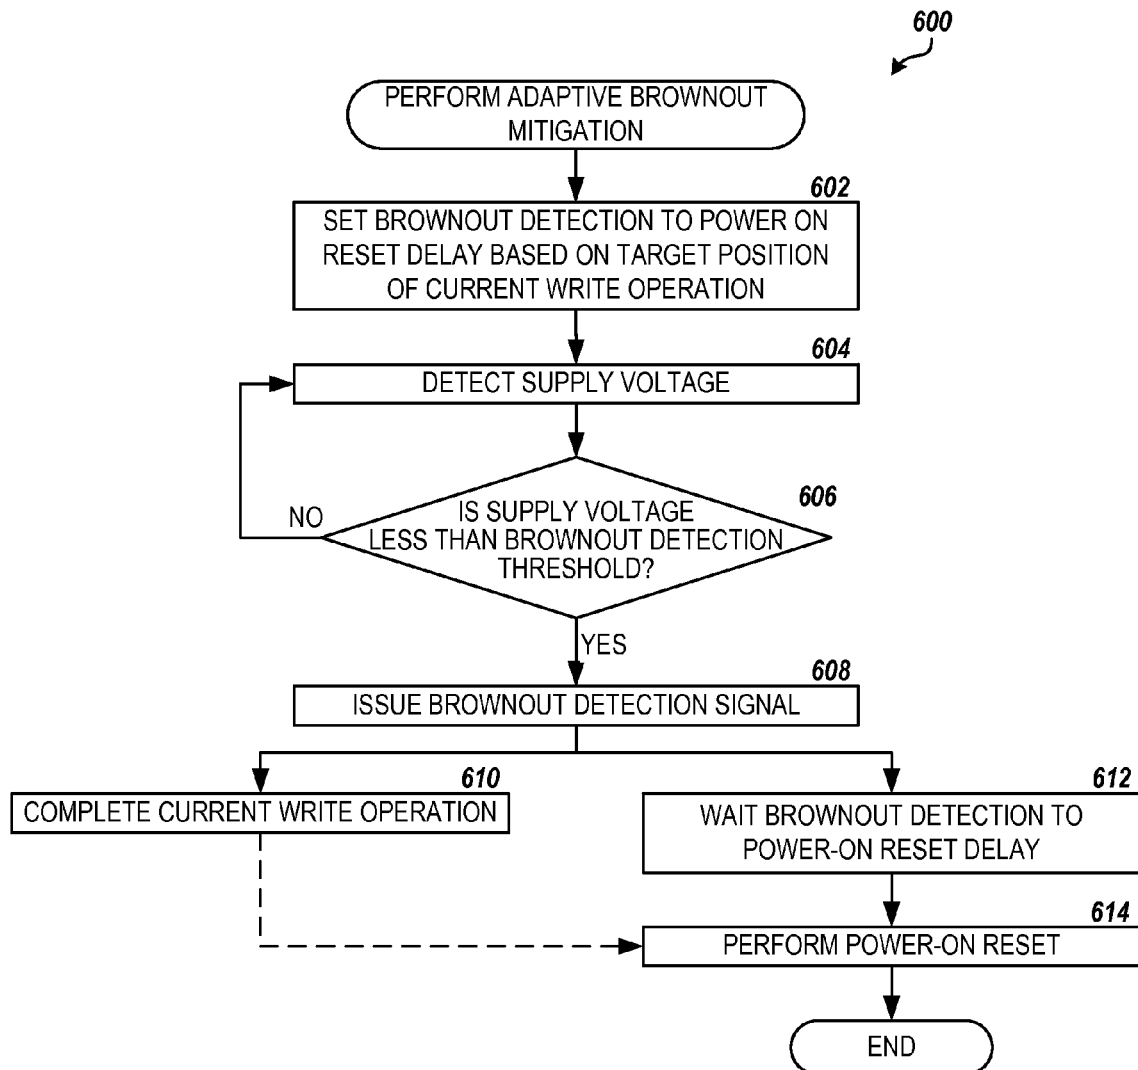 600
PERFORM ADAPTIVE BROWNOUT
MITIGATION
602
SET BROWNOUT DETECTION TO POWER ON
RESET DELAY BASED ON TARGET POSITION
OF CURRENT WRITE OPERATION
604
DETECT SUPPLY VOLTAGE
606
NO
IS SUPPLY VOLTAGE
LESS THAN BROWNOUT DETECTION
THRESHOLD?
YES
608
ISSUE BROWNOUT DETECTION SIGNAL
610
COMPLETE CURRENT WRITE OPERATION
612
WAIT BROWNOUT DETECTION TO
POWER-ON RESET DELAY
614
PERFORM POWER-ON RESET
END